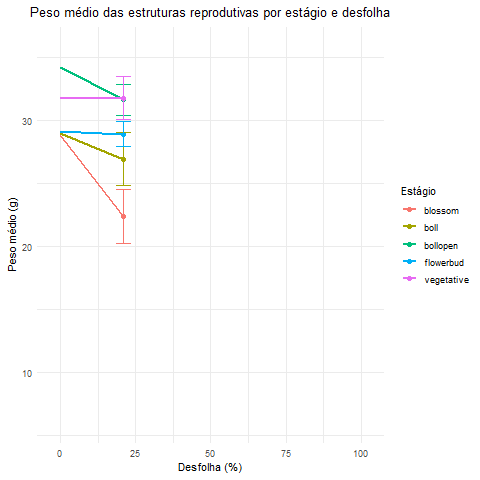 Peso médio das estruturas reprodutivas por estágio e desfolha
Peso médio (g)
30
20
10
0
25
50
75
100
Desfolha (%)
Estágio
blossom
boll
bollopen
flowerbud
vegetative